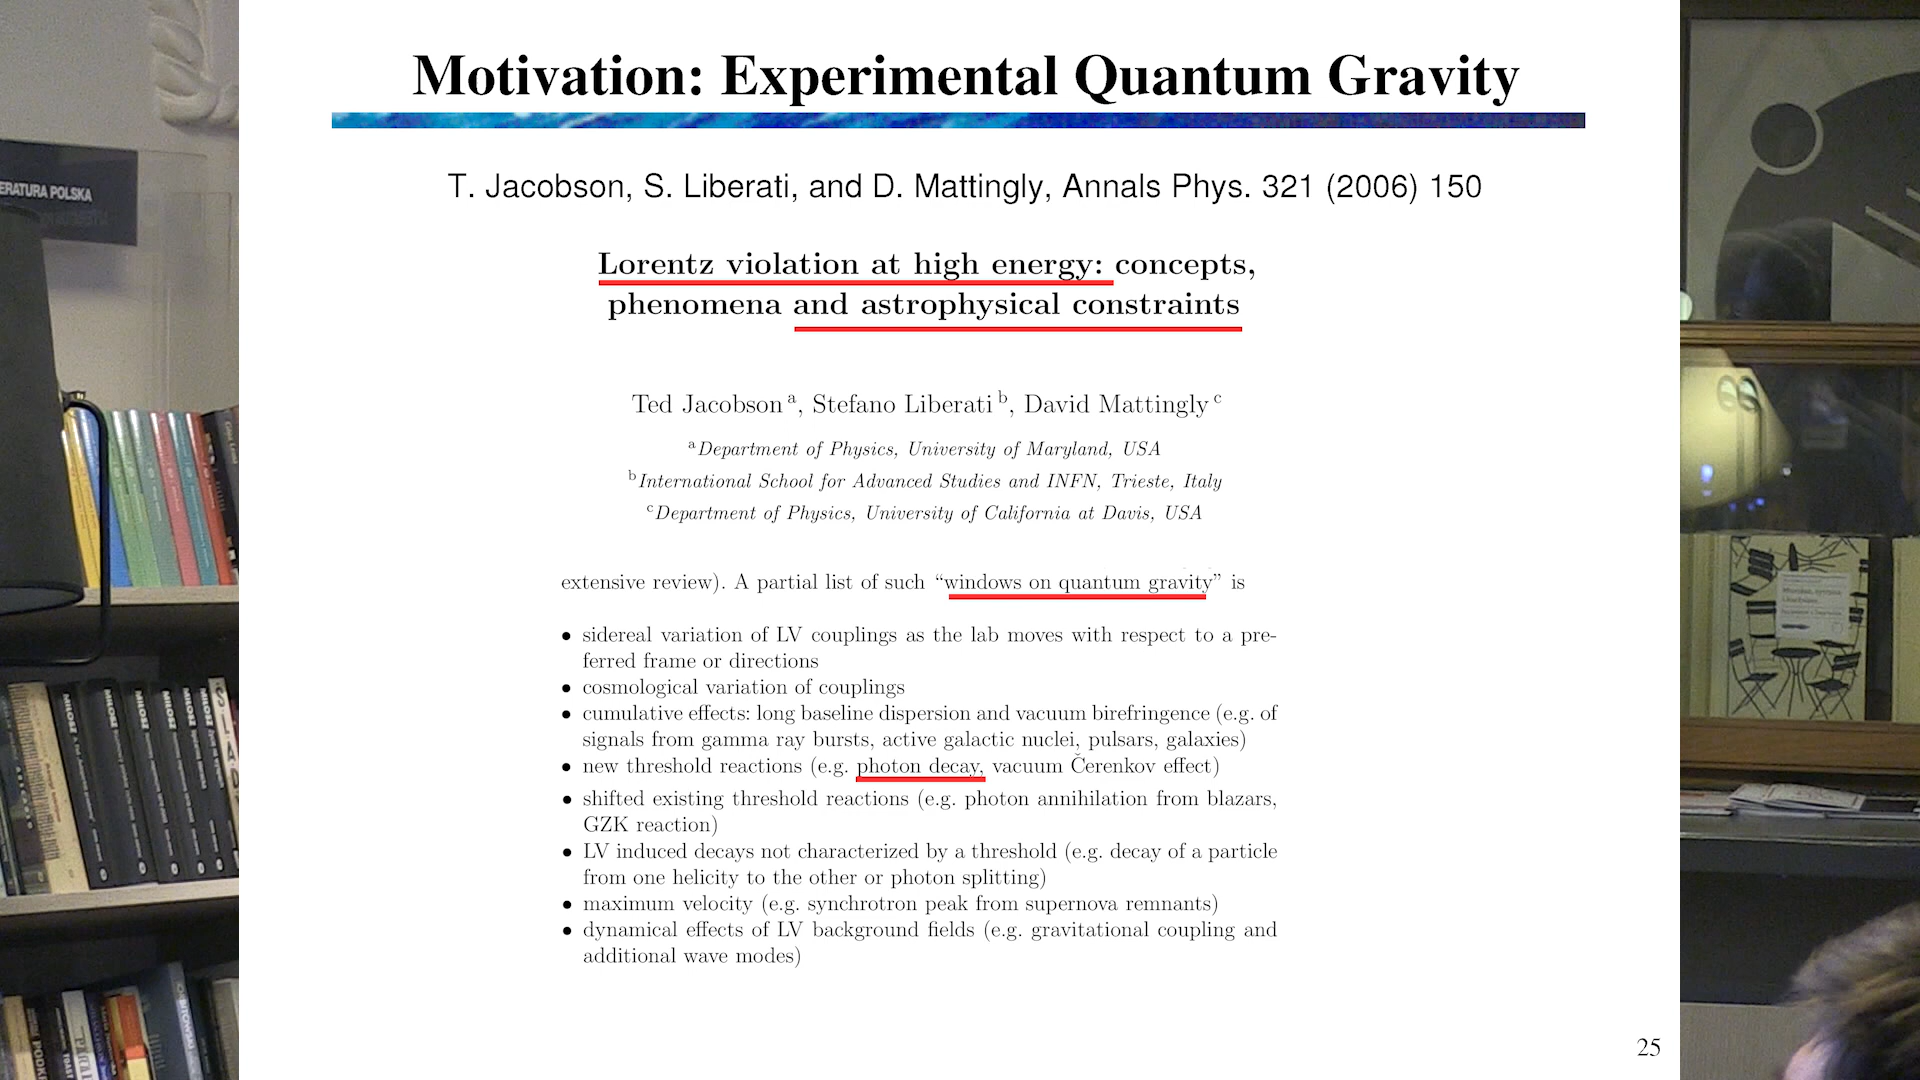 Motivation: Experimental Quantum Gravity
T. Jacobson, S. Liberati, and D. Mattingly, Annals Phys. 321 (2006) 150
Lorentz violation at high energy: concepts,
phenomena and astrophysical constraints
Ted Jacobson ᵃ, Stefano Liberati ᵇ, David Mattingly ᶜ
ᵃ Department of Physics, University of Maryland, USA
ᵇ International School for Advanced Studies and INFN, Trieste, Italy
ᶜ Department of Physics, University of California at Davis, USA
extensive review). A partial list of such “windows on quantum gravity” is
• sidereal variation of LV couplings as the lab moves with respect to a pre-
ferred frame or directions
• cosmological variation of couplings
• cumulative effects: long baseline dispersion and vacuum birefringence (e.g. of
signals from gamma ray bursts, active galactic nuclei, pulsars, galaxies)
• new threshold reactions (e.g. photon decay, vacuum Čerenkov effect)
• shifted existing threshold reactions (e.g. photon annihilation from blazars,
GZK reaction)
• LV induced decays not characterized by a threshold (e.g. decay of a particle
from one helicity to the other or photon splitting)
• maximum velocity (e.g. synchrotron peak from supernova remnants)
• dynamical effects of LV background fields (e.g. gravitational coupling and
additional wave modes)
25
ERATURA POLSKA
MIŁOSZ
MIŁOSZ
MIŁOSZ
MIŁOSZ
MIŁOSZ